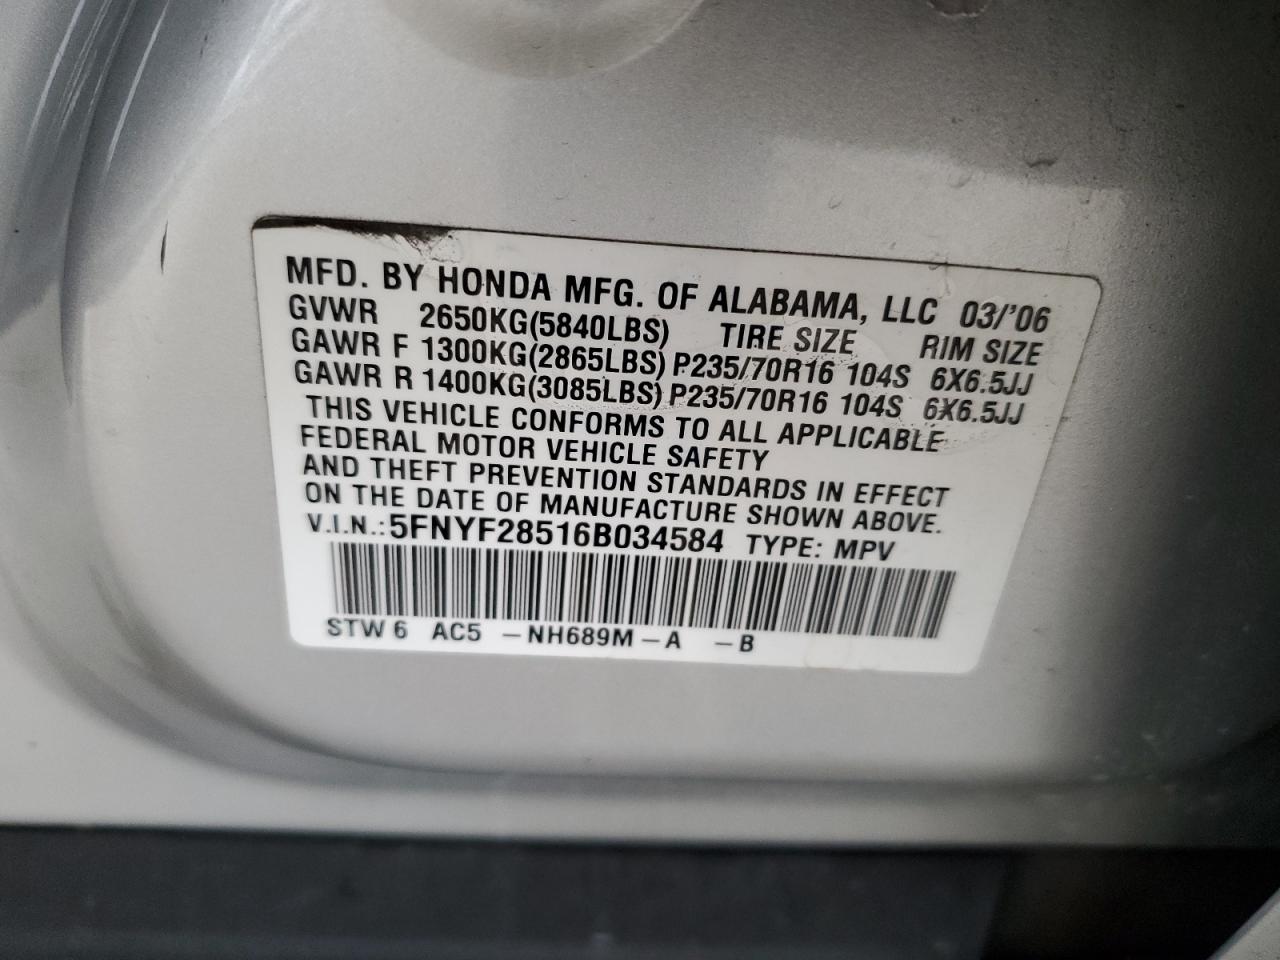 MFD. BY HONDA MFG. OF ALABAMA, LLC 03/'06
GVWR 2650KG(5840LBS) TIRE SIZE RIM SIZE
GAWR F 1300KG(2865LBS) P235/70R16 104S 6X6.5JJ
GAWR R 1400KG(3085LBS) P235/70R16 104S 6X6.5JJ
THIS VEHICLE CONFORMS TO ALL APPLICABLE
FEDERAL MOTOR VEHICLE SAFETY
AND THEFT PREVENTION STANDARDS IN EFFECT
ON THE DATE OF MANUFACTURE SHOWN ABOVE.
V.I.N.: 5FNYF28516B034584 TYPE: MPV
STW 6 AC5 -NH689M-A -B